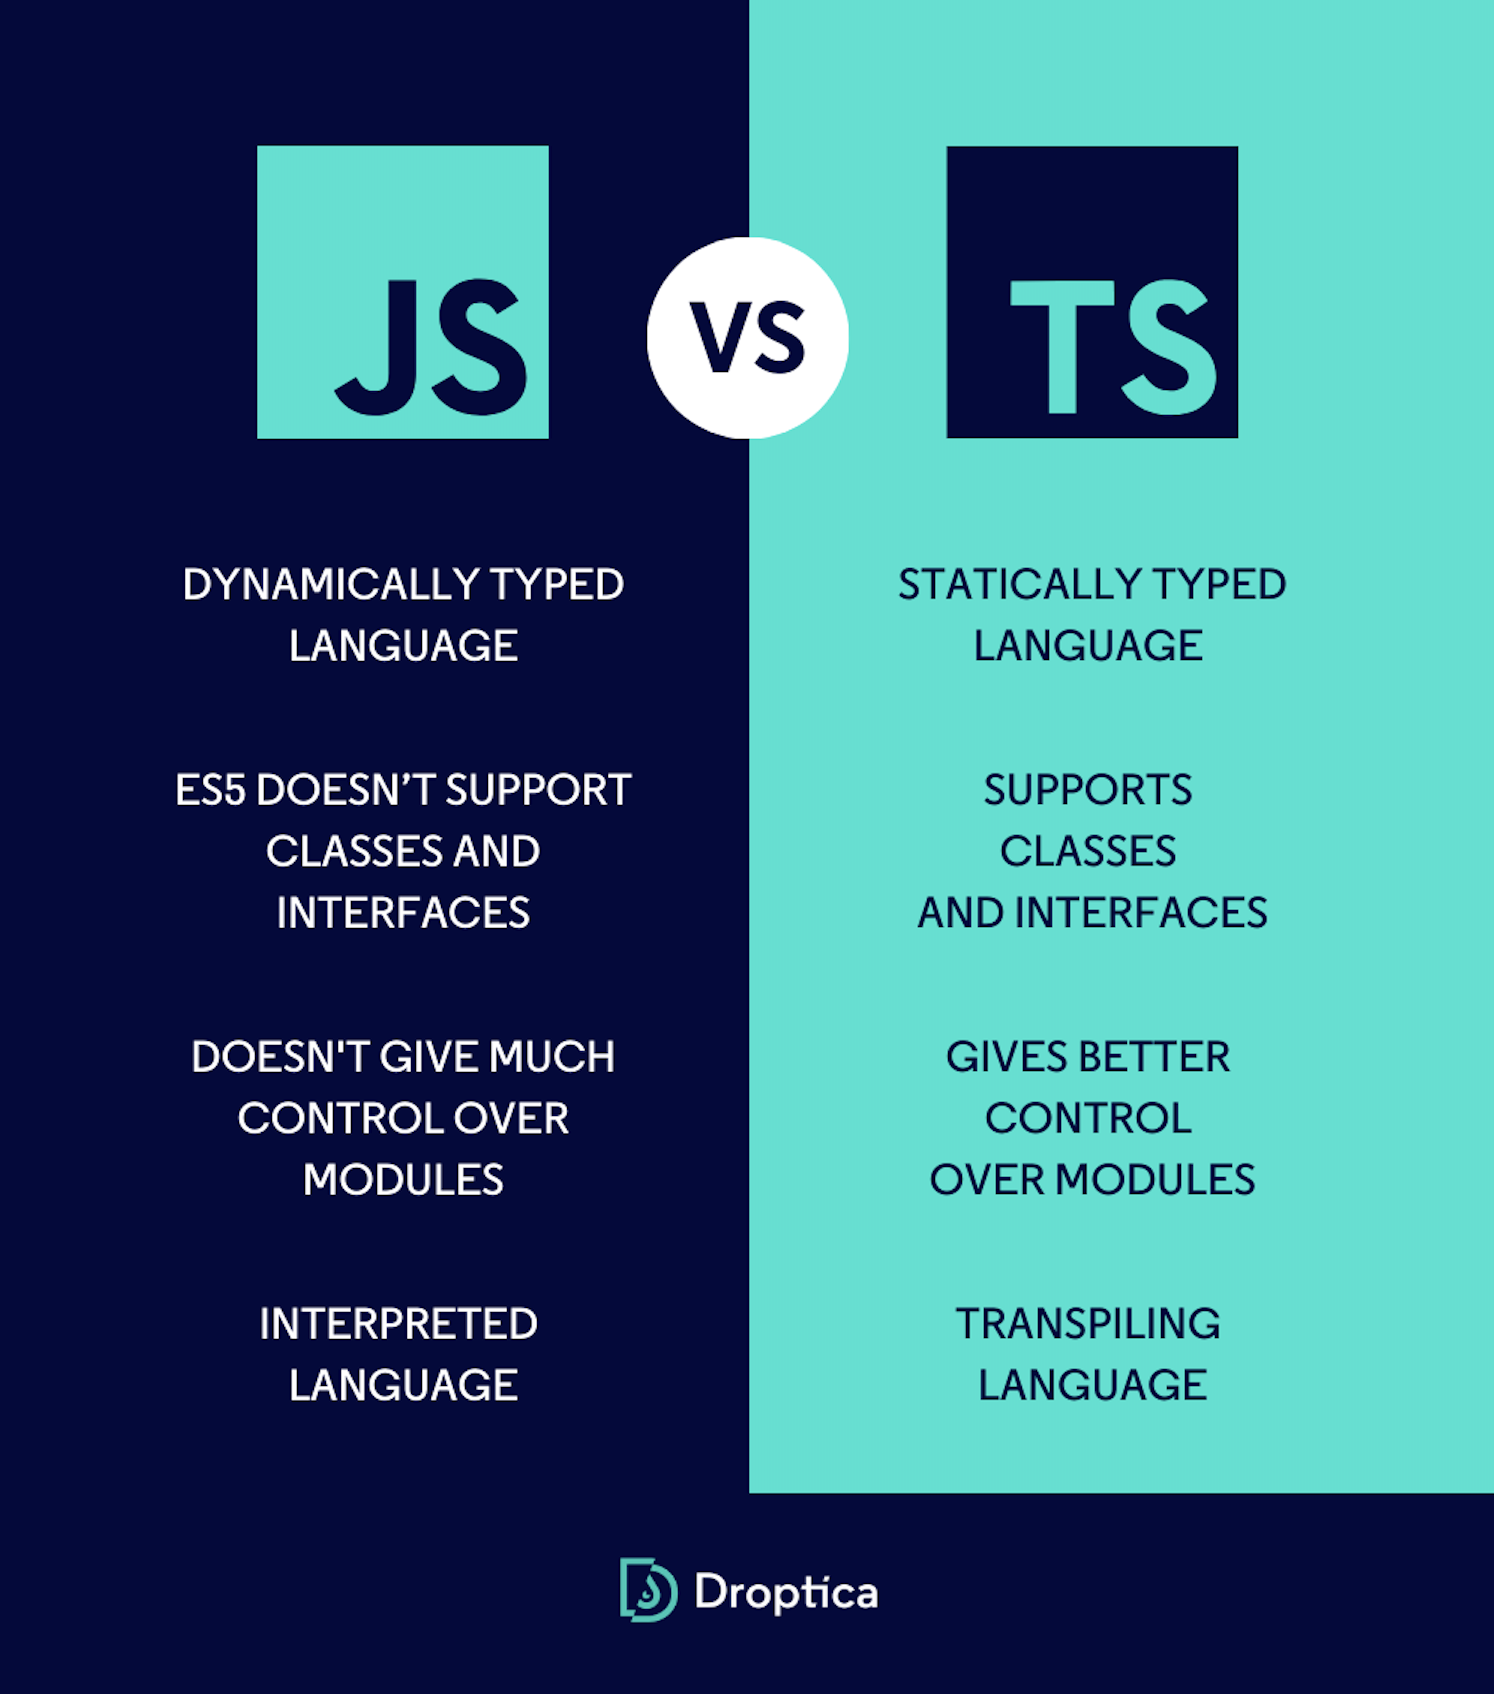 JS
VS
TS
DYNAMICALLY TYPED
LANGUAGE
ES5 DOESN’T SUPPORT
CLASSES AND
INTERFACES
DOESN'T GIVE MUCH
CONTROL OVER
MODULES
INTERPRETED
LANGUAGE
STATICALLY TYPED
LANGUAGE
SUPPORTS
CLASSES
AND INTERFACES
GIVES BETTER
CONTROL
OVER MODULES
TRANSPILING
LANGUAGE
Droptica